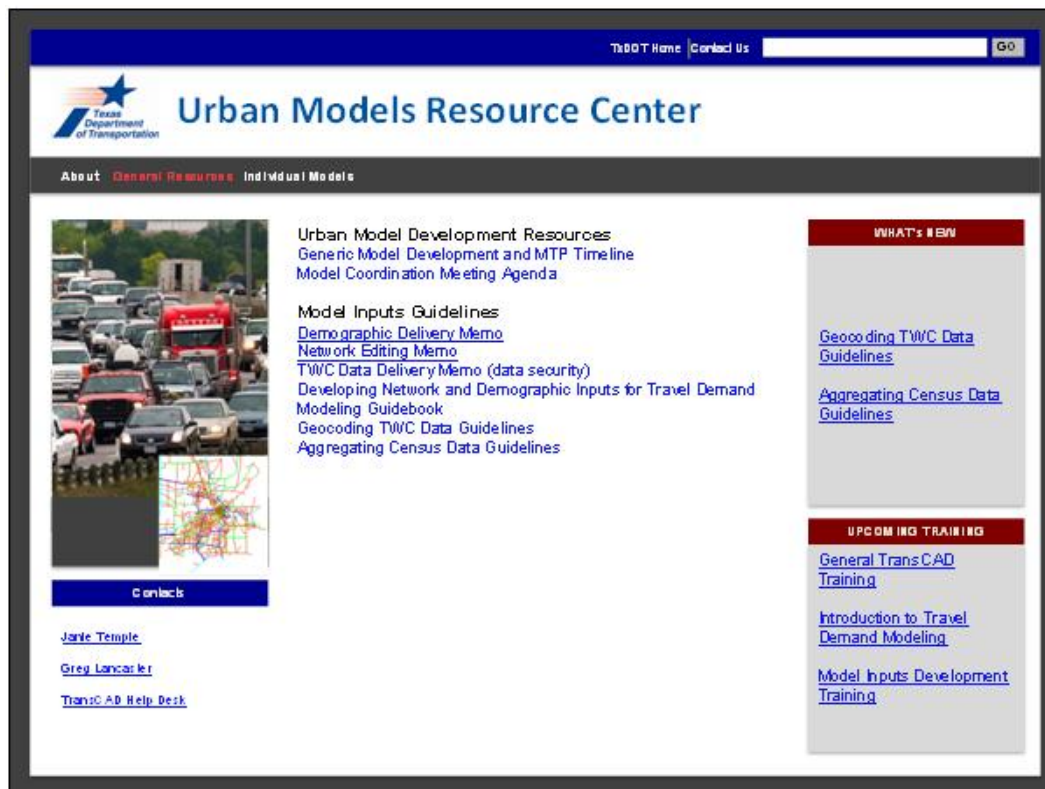 TxDOT Home Contact Us GO
Texas
Department
of Transportation
Urban Models Resource Center
About General Resources Individual Models
Urban Model Development Resources
Generic Model Development and MTP Timeline
Model Coordination Meeting Agenda
Model Inputs Guidelines
Demographic Delivery Memo
Network Editing Memo
TWC Data Delivery Memo (data security)
Developing Network and Demographic Inputs for Travel Demand
Modeling Guidebook
Geocoding TWC Data Guidelines
Aggregating Census Data Guidelines
Contacts
Janie Temple
Greg Lancaster
TransCAD Help Desk
WHAT's NEW
Geocoding TWC Data
Guidelines
Aggregating Census Data
Guidelines
UPCOMING TRAINING
General TransCAD
Training
Introduction to Travel
Demand Modeling
Model Inputs Development
Training